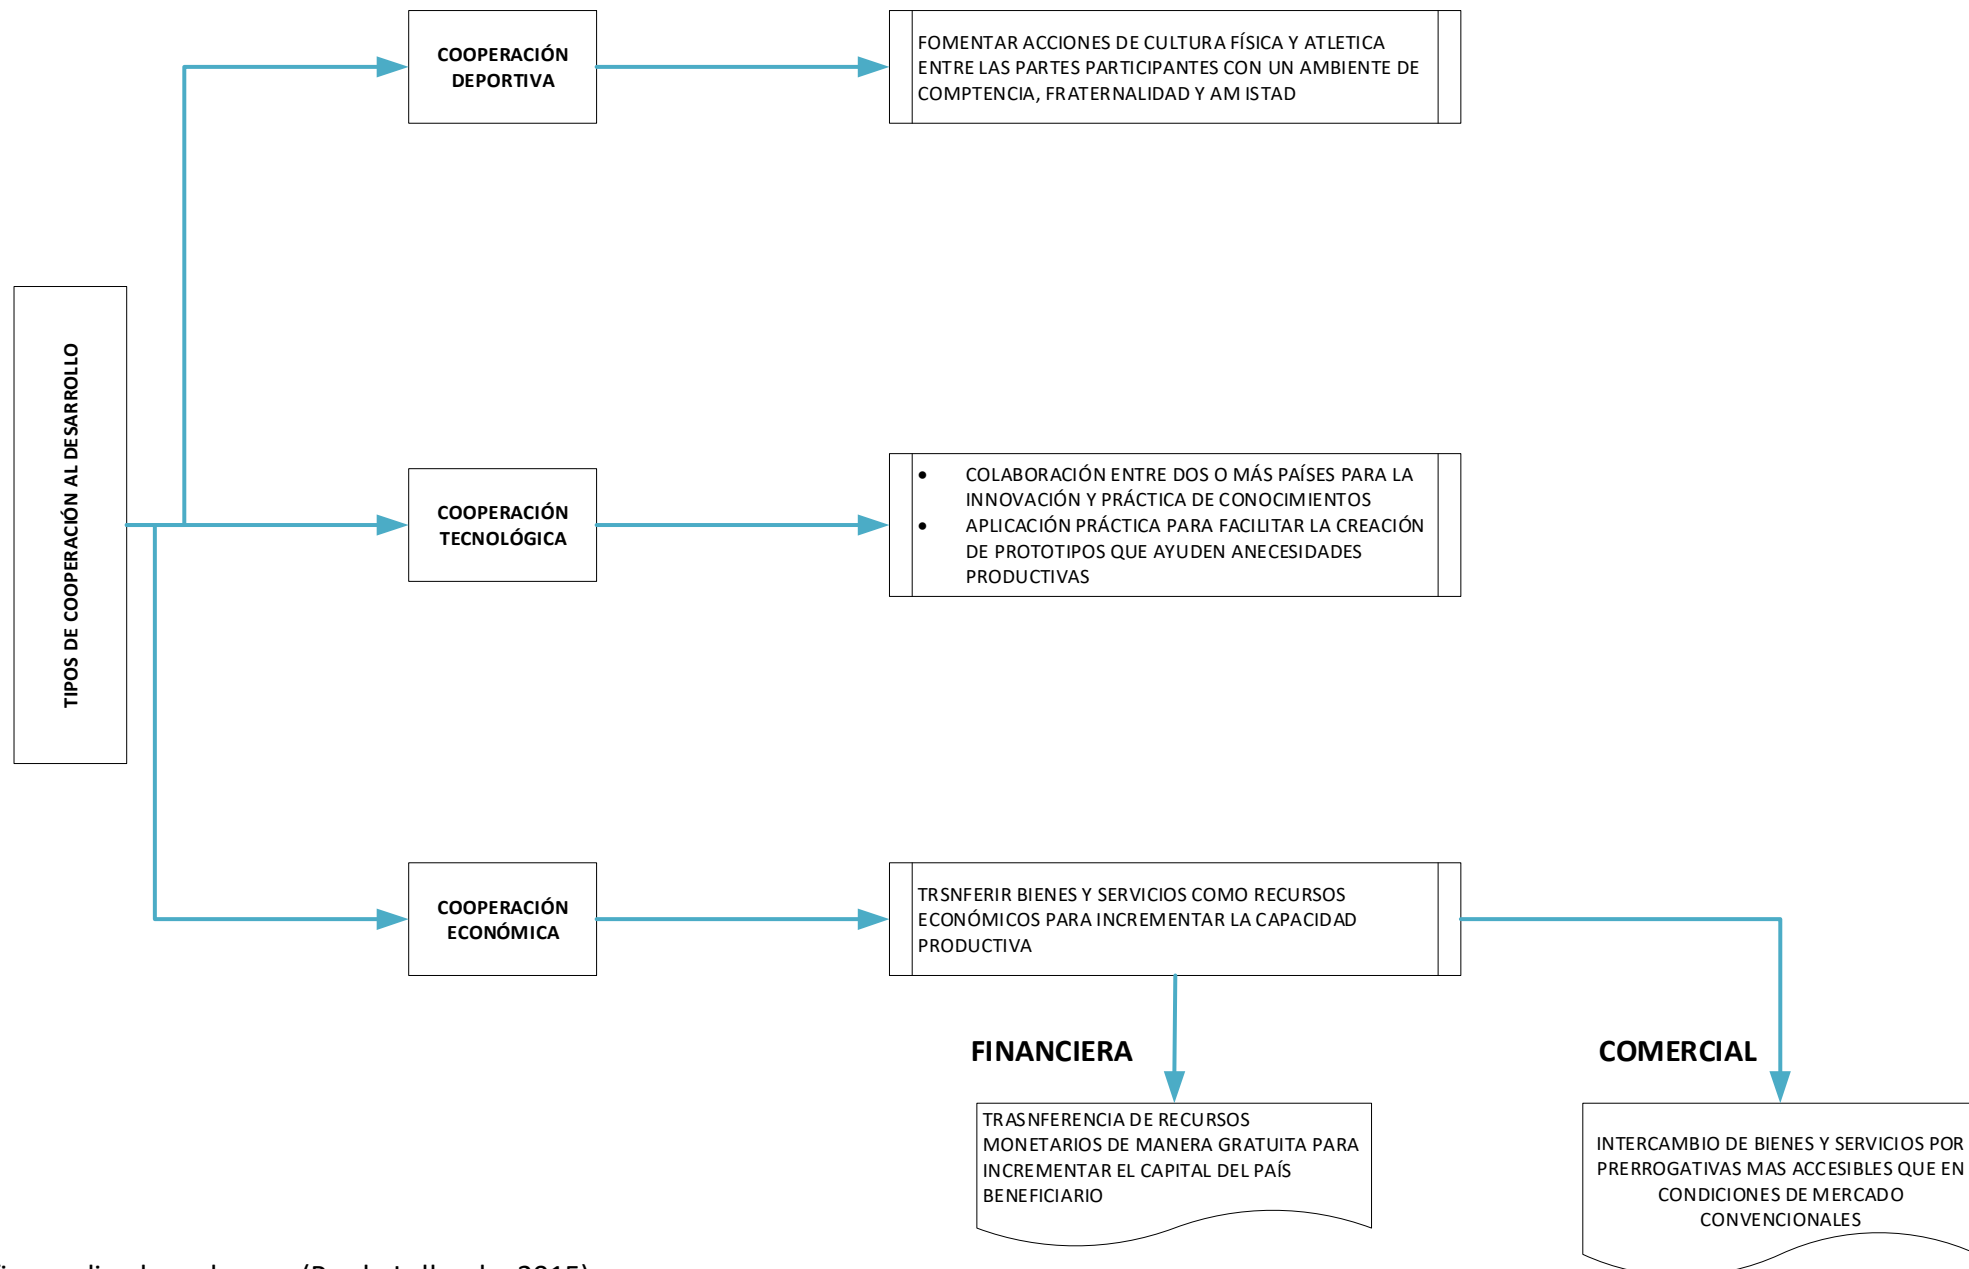 TIPOS DE COOPERACIÓN AL DESARROLLO
COOPERACIÓN
DEPORTIVA
FOMENTAR ACCIONES DE CULTURA FÍSICA Y ATLETICA
ENTRE LAS PARTES PARTICIPANTES CON UN AMBIENTE DE
COMPTENCIA, FRATERNALIDAD Y AM ISTAD
COOPERACIÓN
TECNOLÓGICA
• COLABORACIÓN ENTRE DOS O MÁS PAÍSES PARA LA
INNOVACIÓN Y PRÁCTICA DE CONOCIMIENTOS
• APLICACIÓN PRÁCTICA PARA FACILITAR LA CREACIÓN
DE PROTOTIPOS QUE AYUDEN ANECESIDADES
PRODUCTIVAS
COOPERACIÓN
ECONÓMICA
TRSNFERIR BIENES Y SERVICIOS COMO RECURSOS
ECONÓMICOS PARA INCREMENTAR LA CAPACIDAD
PRODUCTIVA
FINANCIERA
TRASNFERENCIA DE RECURSOS
MONETARIOS DE MANERA GRATUITA PARA
INCREMENTAR EL CAPITAL DEL PAÍS
BENEFICIARIO
COMERCIAL
INTERCAMBIO DE BIENES Y SERVICIOS POR
PRERROGATIVAS MAS ACCESIBLES QUE EN
CONDICIONES DE MERCADO
CONVENCIONALES